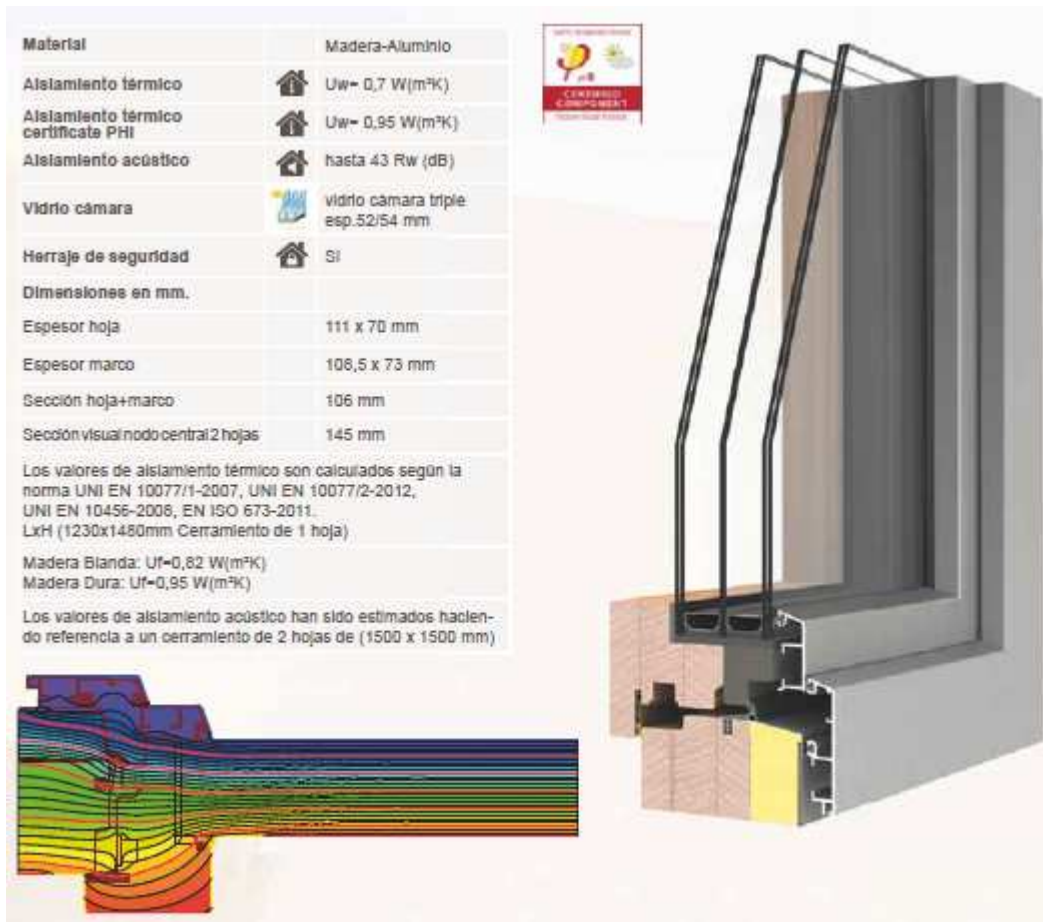 Material Madera-Aluminio
Aislamiento térmico Uw= 0,7 W(m²K)
Aislamiento térmico
certificate PHI Uw= 0,95 W(m²K)
Aislamiento acústico hasta 43 Rw (dB)
Vidrio cámara vidrio cámara triple
esp.52/54 mm
Herraje de seguridad SI
Dimensiones en mm.
Espesor hoja 111 x 70 mm
Espesor marco 106,5 x 73 mm
Sección hoja+marco 106 mm
Sección visual nodo central 2 hojas 145 mm
Los valores de aislamiento térmico son calculados según la
norma UNI EN 10077/1-2007, UNI EN 10077/2-2012,
UNI EN 10456-2008, EN ISO 673-2011.
LxH (1230x1480mm Cerramiento de 1 hoja)
Madera Blanda: Uf=0,82 W(m²K)
Madera Dura: Uf=0,95 W(m²K)
Los valores de aislamiento acústico han sido estimados hacien-
do referencia a un cerramiento de 2 hojas de (1500 x 1500 mm)
CERTIFIED
COMPONENT